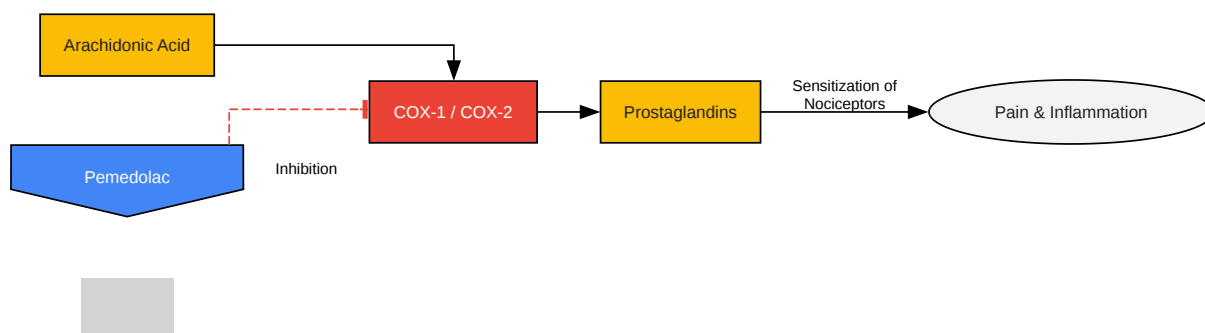 Arachidonic Acid
COX-1 / COX-2
Prostaglandins
Sensitization of
Nociceptors
Pain & Inflammation
Inhibition
Pemedolac